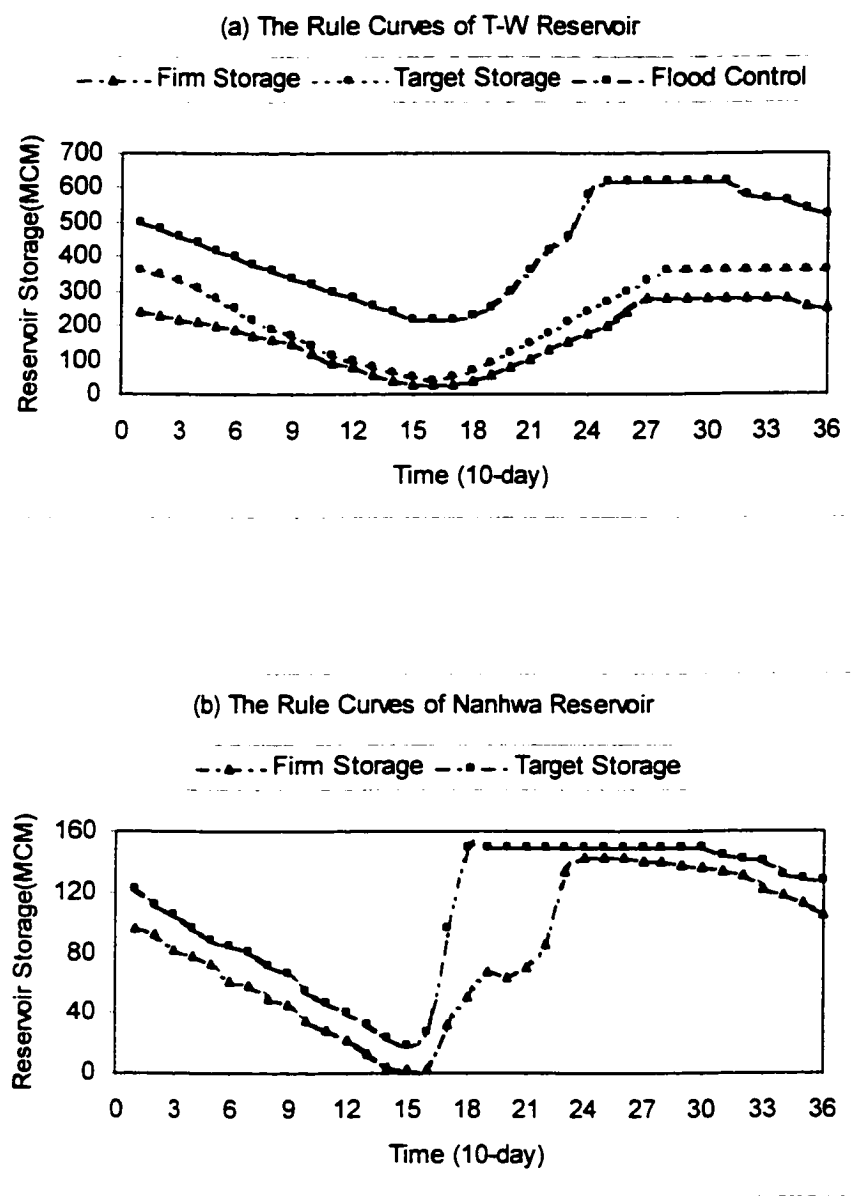 (a) The Rule Curves of T-W Reservoir
Firm Storage Target Storage Flood Control
Reservoir Storage(MCM)
700
600
500
400
300
200
100
0
0 3 6 9 12 15 18 21 24 27 30 33 36
Time (10-day)
(b) The Rule Curves of Nanhwa Reservoir
Firm Storage Target Storage
Reservoir Storage (MCM)
160
120
80
40
0
0 3 6 9 12 15 18 21 24 27 30 33 36
Time (10-day)